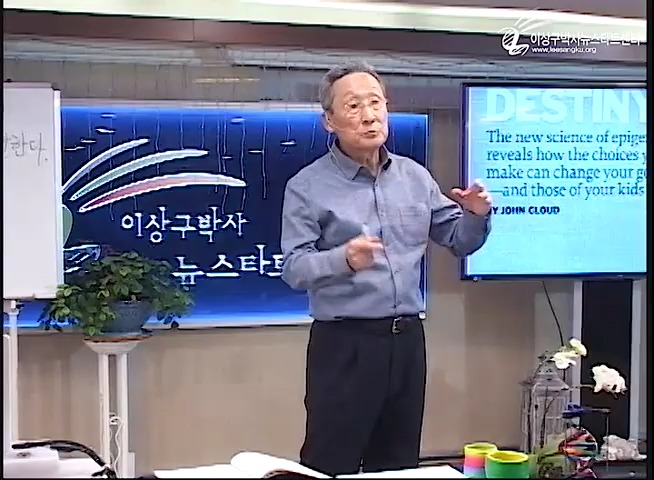 이상구박사뉴스타트센터
www.leesangku.org
한다.
이상구박사
뉴스타트
DESTINY
The new science of epige
reveals how the choices y
make can change your ge
—and those of your kids
BY JOHN CLOUD